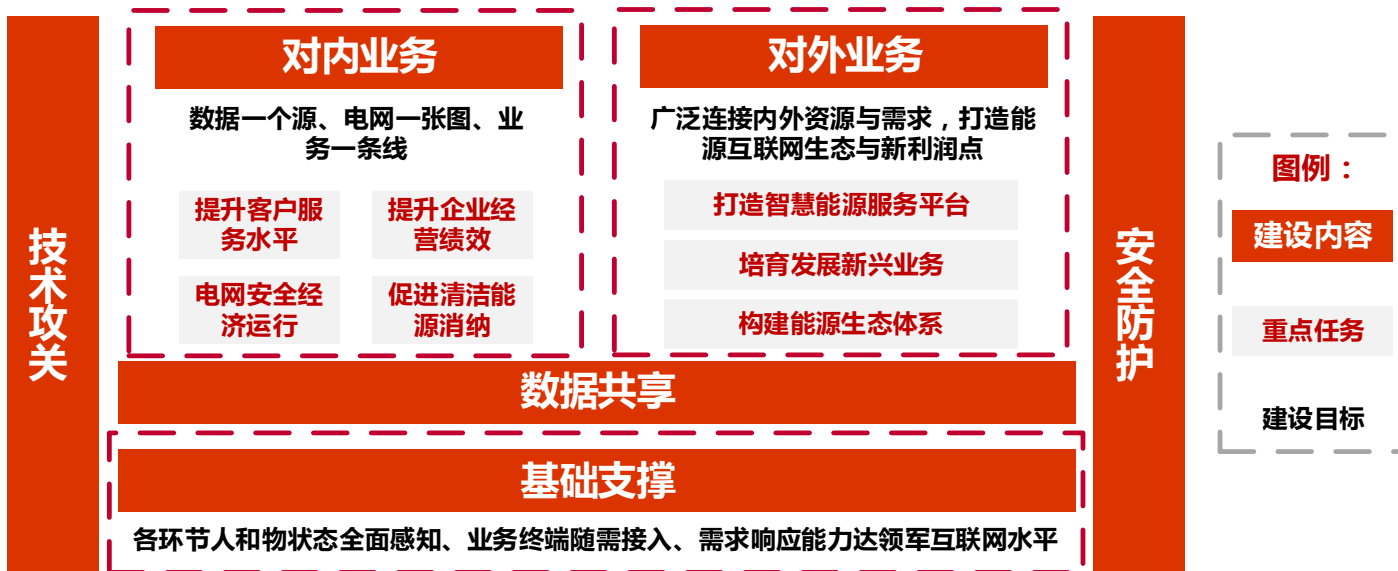 技术攻关
对内业务
数据一个源、电网一张图、业
务一条线
提升客户服
务水平
提升企业经
营绩效
电网安全经
济运行
促进清洁能
源消纳
对外业务
广泛连接内外资源与需求，打造能
源互联网生态与新利润点
打造智慧能源服务平台
培育发展新兴业务
构建能源生态体系
数据共享
基础支撑
各环节人和物状态全面感知、业务终端随需接入、需求响应能力达领军互联网水平
安全防护
图例：
建设内容
重点任务
建设目标